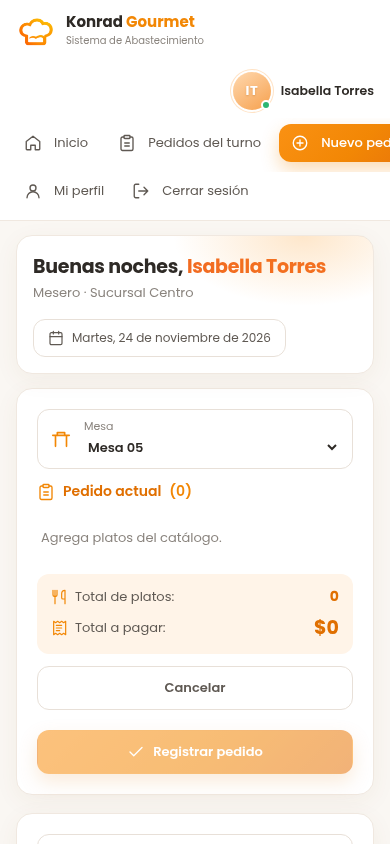 Konrad Gourmet
Sistema de Abastecimiento
IT
Isabella Torres
Inicio
Pedidos del turno
Nuevo ped
Mi perfil
Cerrar sesión
Buenas noches, Isabella Torres
Mesero · Sucursal Centro
Martes, 24 de noviembre de 2026
Mesa
Mesa 05
Pedido actual (0)
Agrega platos del catálogo.
Total de platos: 0
Total a pagar: $0
Cancelar
Registrar pedido